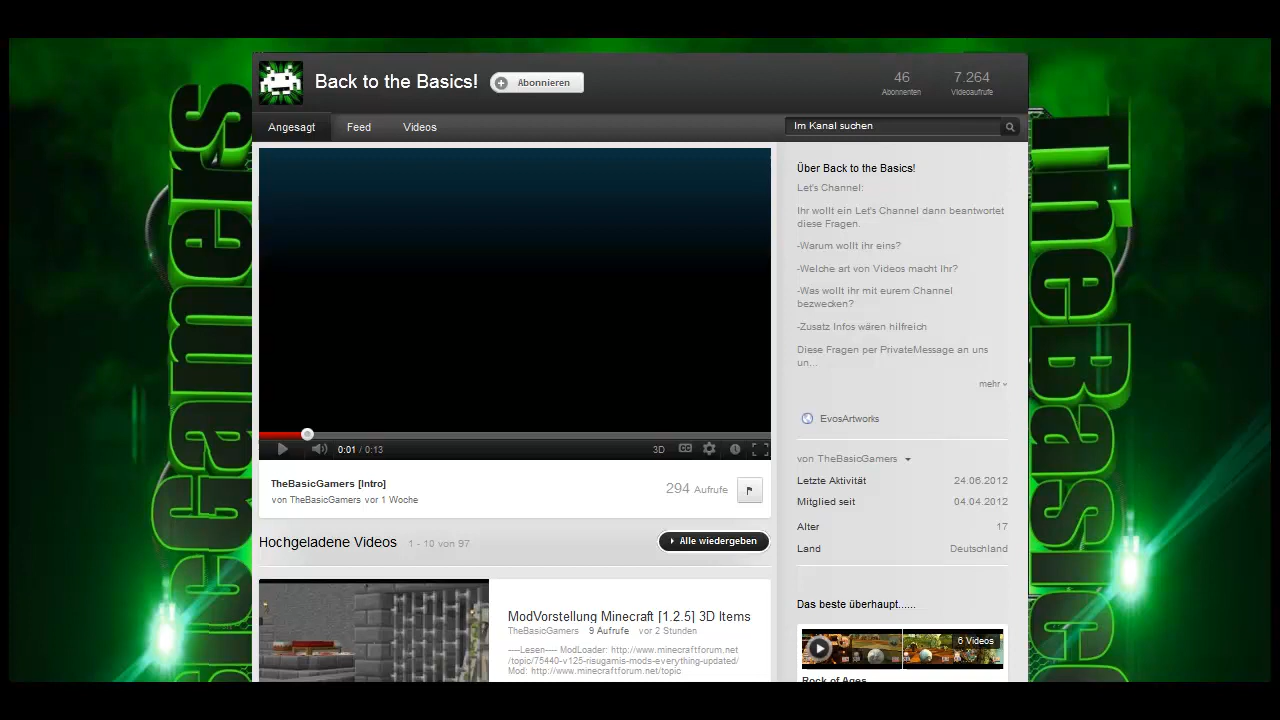 Back to the Basics!
Abonnieren
46
Abonnenten
7.264
Videoaufrufe
Angesagt
Feed
Videos
Im Kanal suchen
Über Back to the Basics!
Let's Channel:
Ihr wollt ein Let's Channel dann beantwortet
diese Fragen.
-Warum wollt ihr eins?
-Welche art von Videos macht Ihr?
-Was wollt ihr mit eurem Channel
bezwecken?
-Zusatz Infos wären hilfreich
Diese Fragen per PrivateMessage an uns
un...
mehr
EvosArtworks
von TheBasicGamers
Letzte Aktivität 24.06.2012
Mitglied seit 04.04.2012
Alter 17
Land Deutschland
Das beste überhaupt......
6 Videos
Rock of Ages
0:01 / 0:13
3D
CC
TheBasicGamers [Intro]
von TheBasicGamers vor 1 Woche
294 Aufrufe
Hochgeladene Videos 1 - 10 von 97
Alle wiedergeben
ModVorstellung Minecraft [1.2.5] 3D Items
TheBasicGamers 9 Aufrufe vor 2 Stunden
----Lesen---- ModLoader: http://www.minecraftforum.net
/topic/75440-v125-risugamis-mods-everything-updated/
Mod: http://www.minecraftforum.net/topic
sicGamers
TheBasic